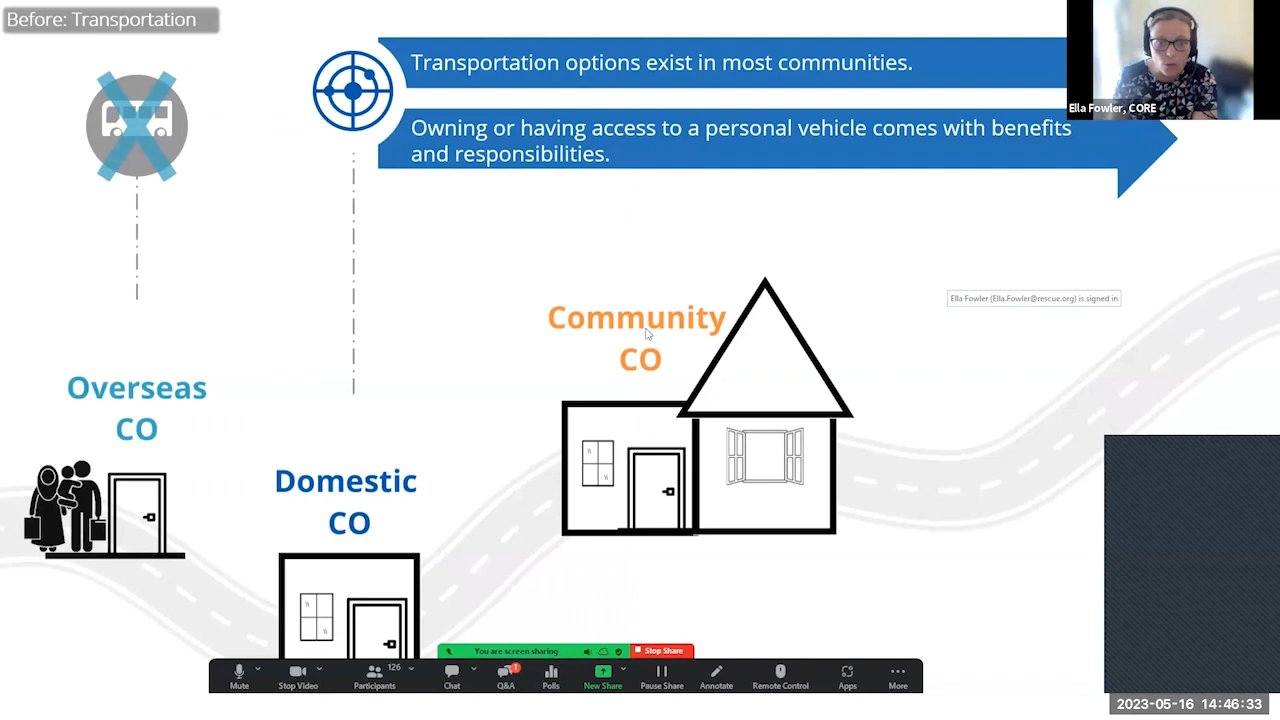 Before: Transportation
Transportation options exist in most communities.
Owning or having access to a personal vehicle comes with benefits
and responsibilities.
Ella Fowler, CORE
Ella Fowler (Ella.Fowler@rescue.org) is signed in
Community
CO
Overseas
CO
Domestic
CO
You are screen sharing
Stop Share
Mute
Stop Video
126
Participants
Chat
1
Q&A
Polls
New Share
Pause Share
Annotate
Remote Control
Apps
More
2023-05-16 14:46:33